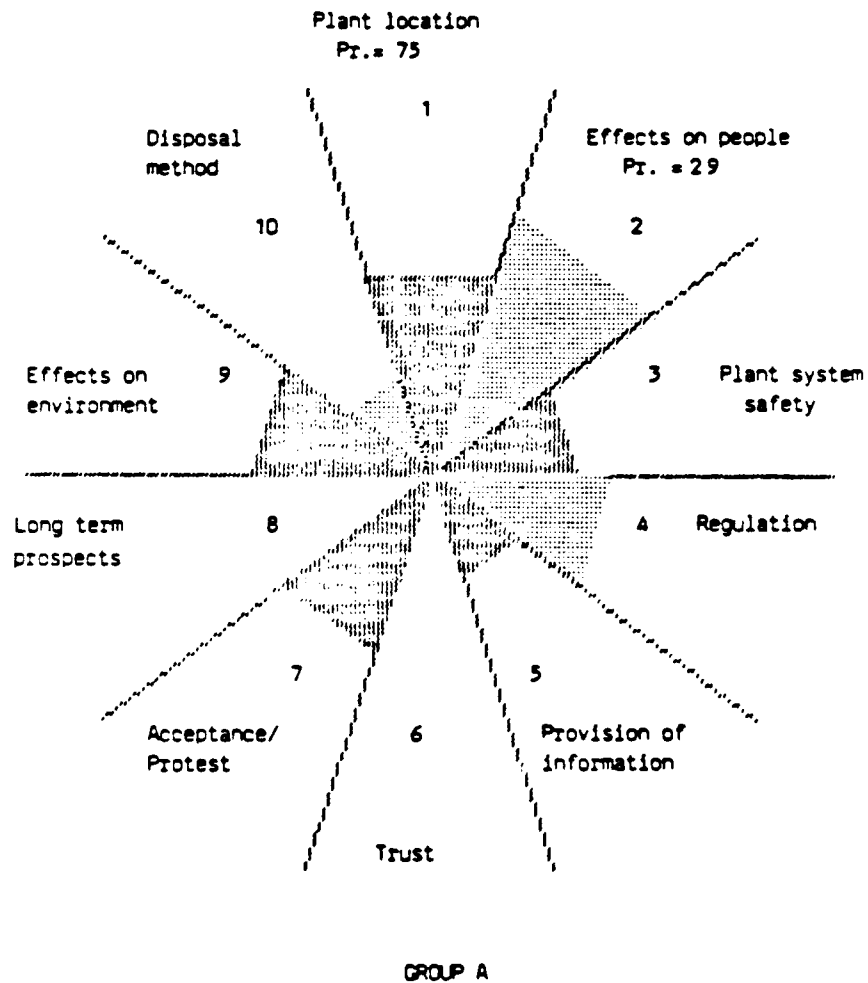 Plant location
Pr.= 75
1
Disposal
method
Effects on people
Pr. = 29
10
2
Effects on
environment
9
3
Plant system
safety
Long term
prospects
8
4
Regulation
7
5
Acceptance/
Protest
6
Provision of
information
Trust
GROUP A